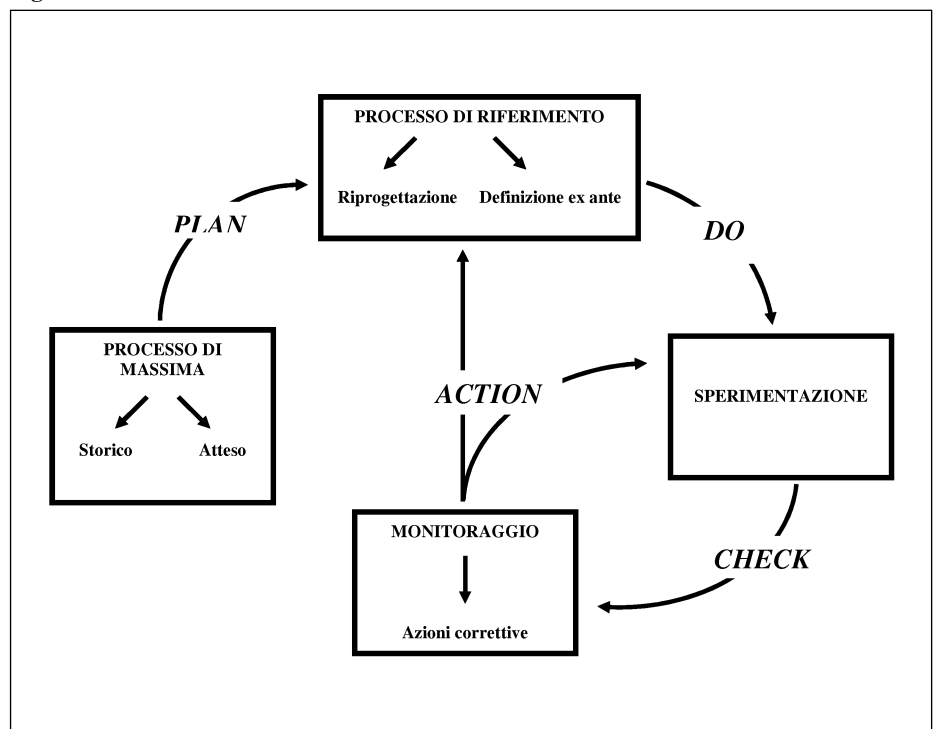 PROCESSO DI RIFERIMENTO
Riprogettazione Definizione ex ante
PLAN
DO
PROCESSO DI
MASSIMA
Storico Atteso
ACTION
SPERIMENTAZIONE
MONITORAGGIO
Azioni correttive
CHECK